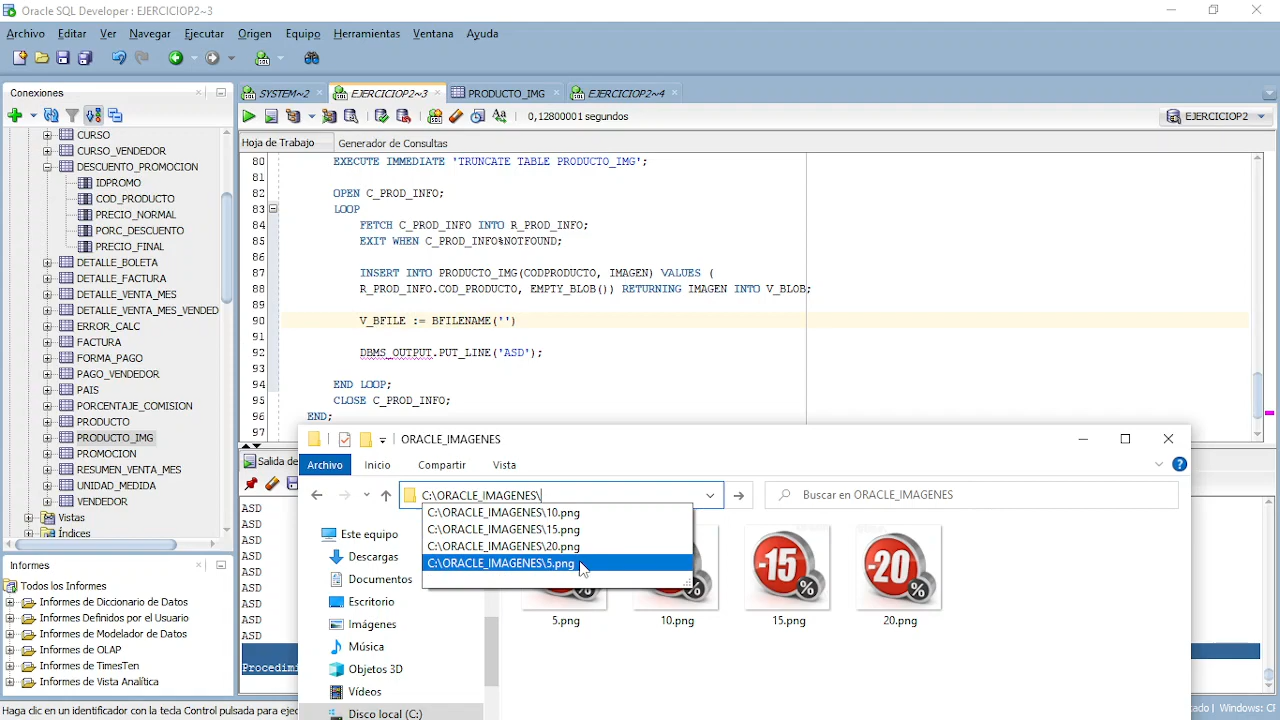 Oracle SQL Developer : EJERCICIOP2~3
Archivo Editar Ver Navegar Ejecutar Origen Equipo Herramientas Ventana Ayuda
Conexiones
SYSTEM~2
EJERCICIOP2~3
PRODUCTO_IMG
EJERCICIOP2~4
0,12800001 segundos
EJERCICIOP2
Hoja de Trabajo
Generador de Consultas
CURSO
CURSO_VENDEDOR
DESCUENTO_PROMOCION
IDPROMO
COD_PRODUCTO
PRECIO_NORMAL
PORC_DESCUENTO
PRECIO_FINAL
DETALLE_BOLETA
DETALLE_FACTURA
DETALLE_VENTA_MES
DETALLE_VENTA_MES_VENDED
ERROR_CALC
FACTURA
FORMA_PAGO
PAGO_VENDEDOR
PAIS
PORCENTAJE_COMISION
PRODUCTO
PRODUCTO_IMG
PROMOCION
RESUMEN_VENTA_MES
UNIDAD_MEDIDA
VENDEDOR
Vistas
Índices
80 EXECUTE IMMEDIATE 'TRUNCATE TABLE PRODUCTO_IMG';
81
82 OPEN C_PROD_INFO;
83 LOOP
84 FETCH C_PROD_INFO INTO R_PROD_INFO;
85 EXIT WHEN C_PROD_INFO%NOTFOUND;
86
87 INSERT INTO PRODUCTO_IMG(CODPRODUCTO, IMAGEN) VALUES (
88 R_PROD_INFO.COD_PRODUCTO, EMPTY_BLOB()) RETURNING IMAGEN INTO V_BLOB;
89
90 V_BFILE := BFILENAME('')
91
92 DBMS_OUTPUT.PUT_LINE('ASD');
93
94 END LOOP;
95 CLOSE C_PROD_INFO;
96 END;
97
Informes
Todos los Informes
Informes de Diccionario de Datos
Informes Definidos por el Usuario
Informes de Modelador de Datos
Informes de OLAP
Informes de TimesTen
Informes de Vista Analítica
Salida de
ASD
ASD
ASD
ASD
ASD
ASD
ASD
ASD
ASD
Procedimi
ORACLE_IMAGENES
Archivo Inicio Compartir Vista
C:\ORACLE_IMAGENES\
Buscar en ORACLE_IMAGENES
C:\ORACLE_IMAGENES\10.png
C:\ORACLE_IMAGENES\15.png
C:\ORACLE_IMAGENES\20.png
C:\ORACLE_IMAGENES\5.png
Este equipo
Descargas
Documentos
Escritorio
Imágenes
Música
Objetos 3D
Vídeos
Disco local (C:)
%
%
-15 %
-20 %
5.png
10.png
15.png
20.png
Haga clic en un identificador con la tecla Control pulsada para ejec
Windows: CF